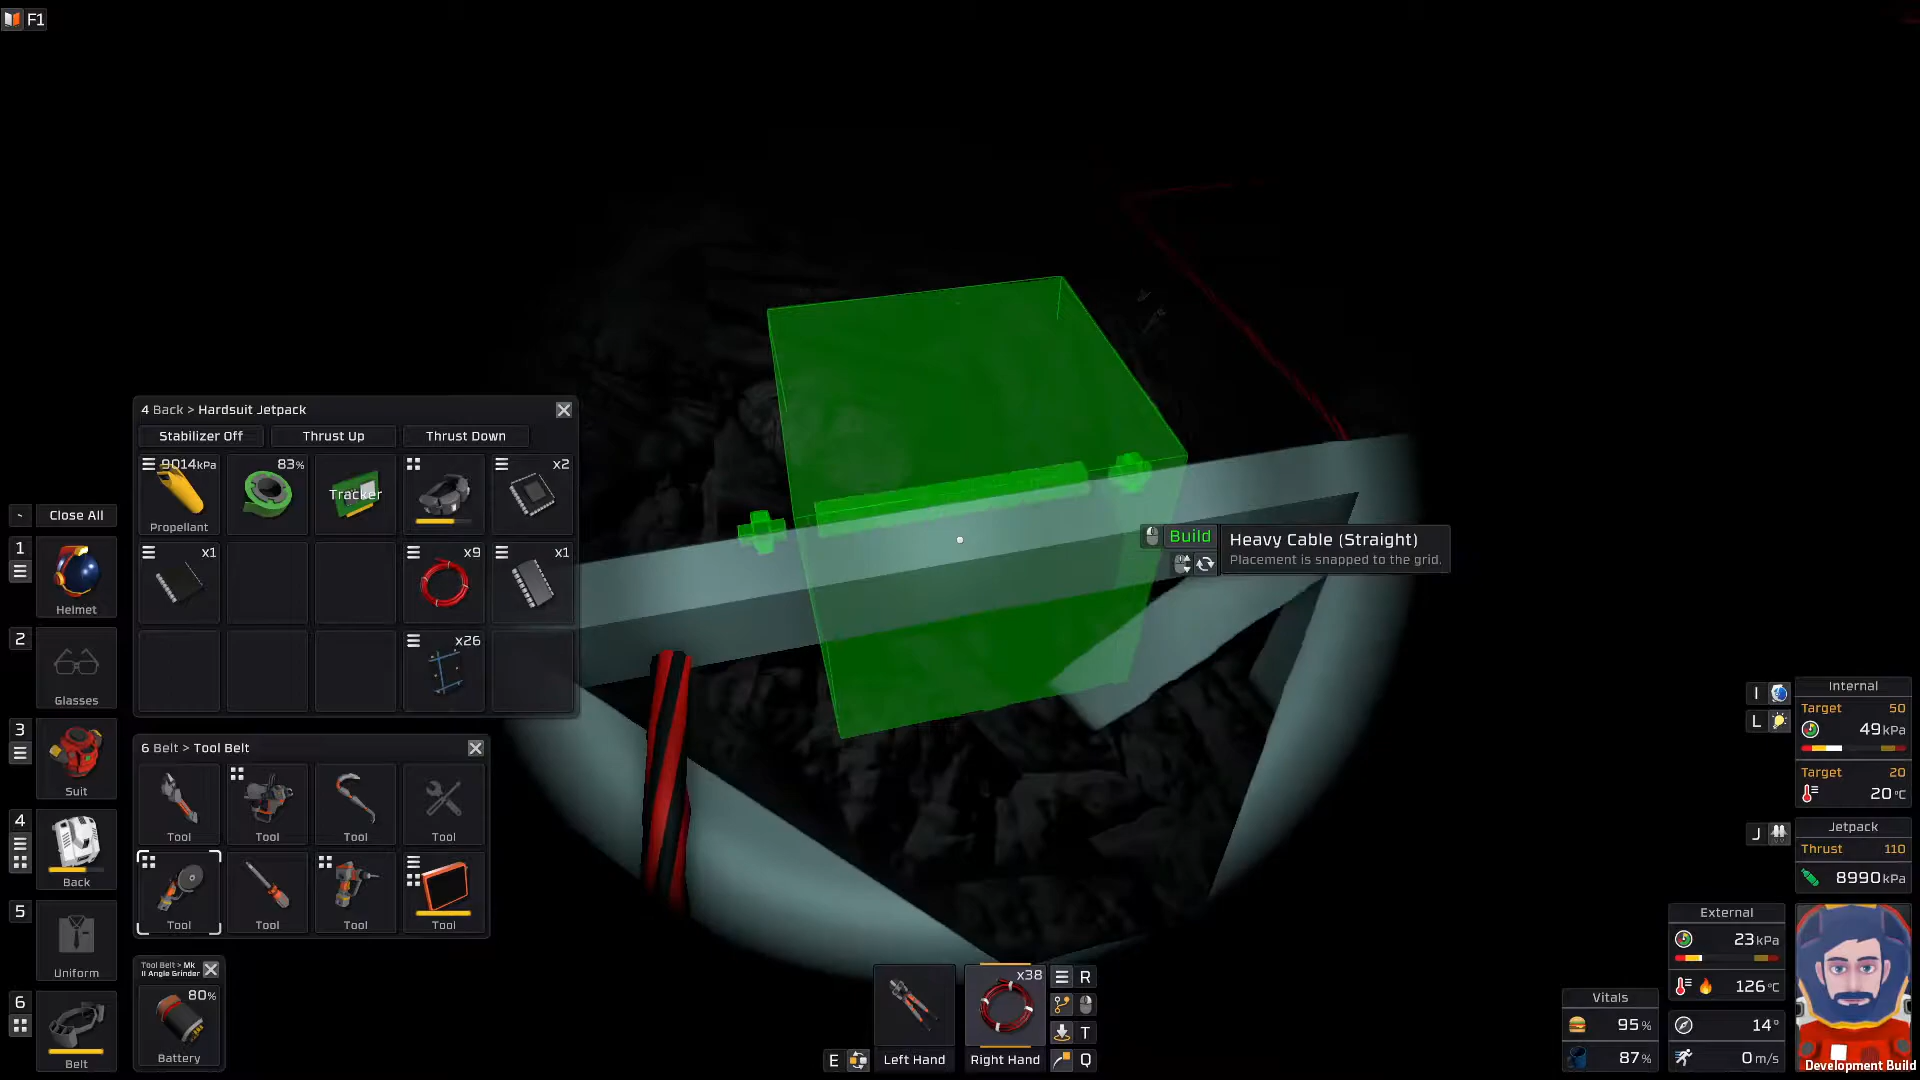 F1
4 Back > Hardsuit Jetpack
Stabilizer Off
Thrust Up
Thrust Down
9014kPa
83%
x2
Tracker
Propellant
x1
x9
x1
x26
~
Close All
1
Helmet
2
Glasses
3
Suit
4
Back
5
Uniform
6
Belt
6 Belt > Tool Belt
Tool
Tool
Tool
Tool
Tool
Tool
Tool
Tool
Tool Belt > Mk
II Angle Grinder
80%
Battery
Build
Heavy Cable (Straight)
Placement is snapped to the grid.
x38
R
T
E
Left Hand
Right Hand
Q
Internal
I
Target 50
L
49kPa
Target 20
20°C
Jetpack
J
Thrust 110
8990kPa
External
23kPa
126°C
14°
0m/s
Vitals
95%
87%
Development Build